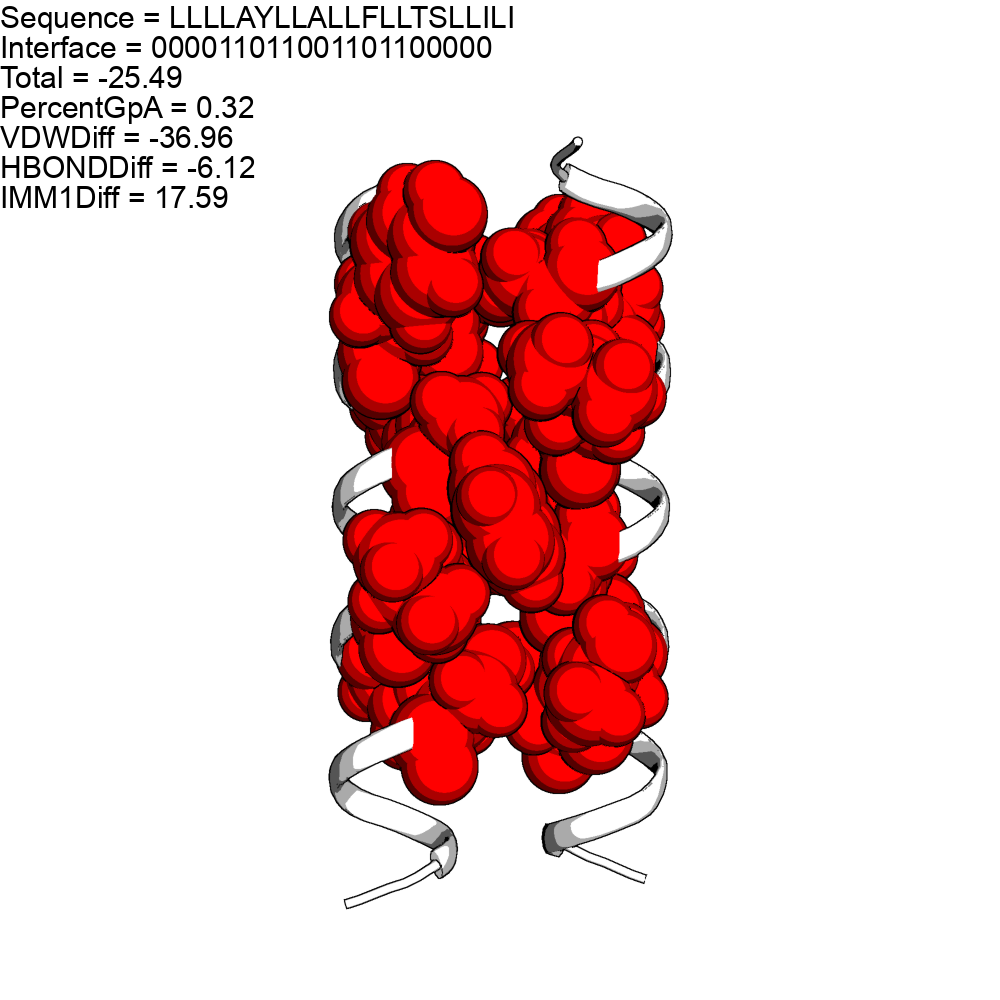 Sequence = LLLLAYLLALLFLLTSLLILI
Interface = 000011011001101100000
Total = -25.49
PercentGpA = 0.32
VDWDiff = -36.96
HBONDDiff = -6.12
IMM1Diff = 17.59